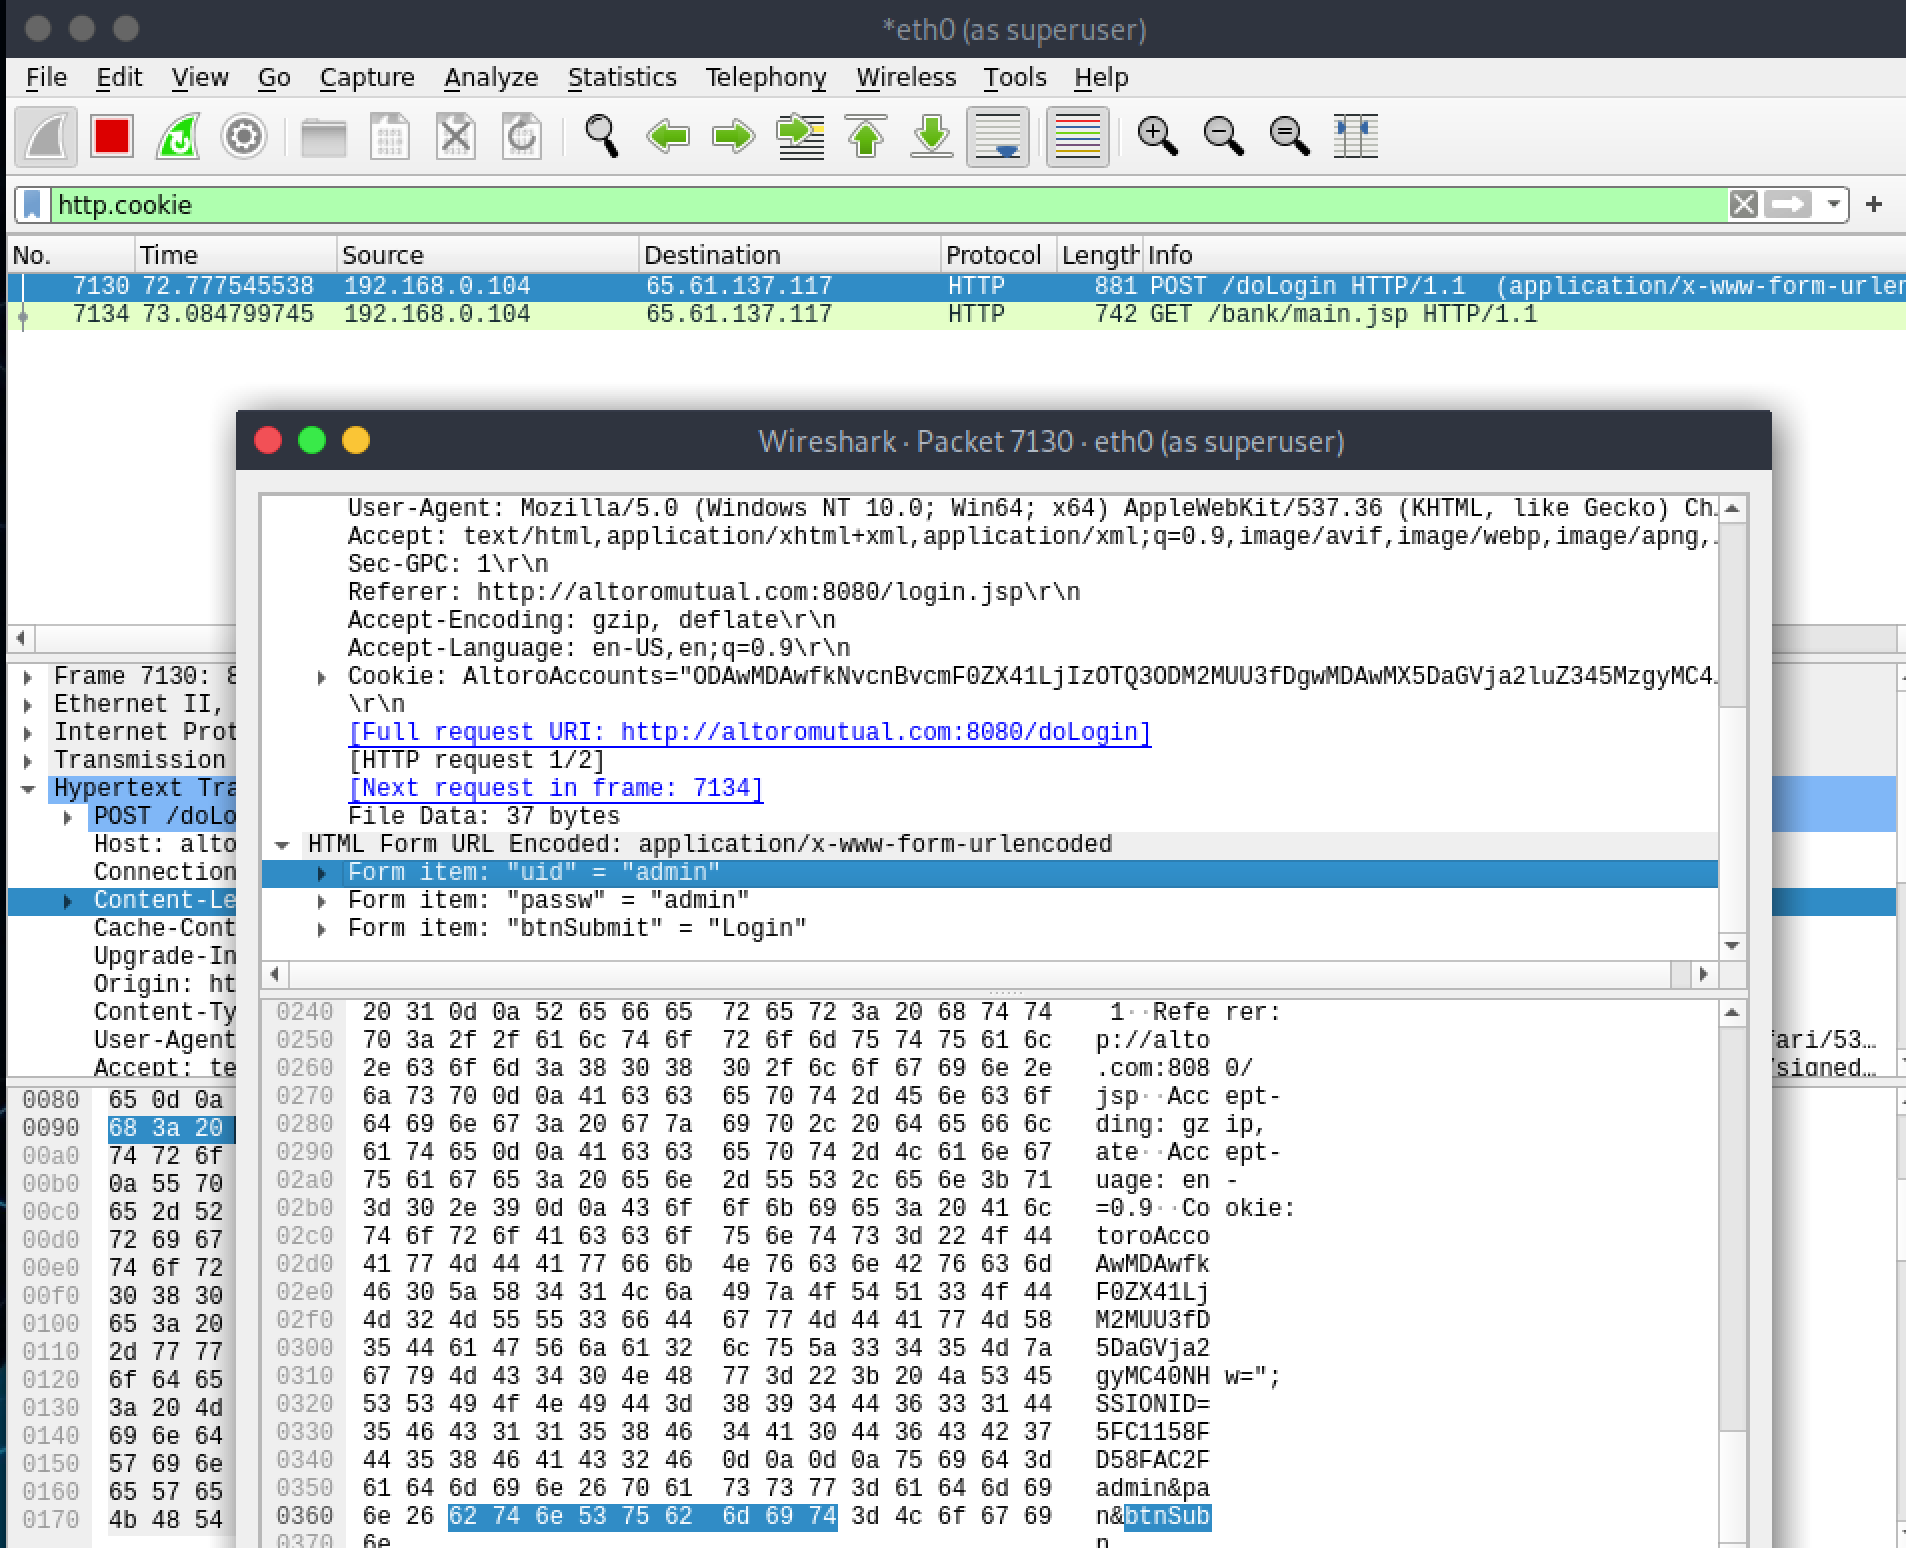 *eth0 (as superuser)
File Edit View Go Capture Analyze Statistics Telephony Wireless Tools Help
http.cookie
No. Time Source Destination Protocol Length Info
7130 72.777545538 192.168.0.104 65.61.137.117 HTTP 881 POST /doLogin HTTP/1.1 (application/x-www-form-urlen
7134 73.084799745 192.168.0.104 65.61.137.117 HTTP 742 GET /bank/main.jsp HTTP/1.1
Wireshark · Packet 7130 · eth0 (as superuser)
User-Agent: Mozilla/5.0 (Windows NT 10.0; Win64; x64) AppleWebKit/537.36 (KHTML, like Gecko) Ch…
Accept: text/html,application/xhtml+xml,application/xml;q=0.9,image/avif,image/webp,image/apng,…
Sec-GPC: 1\r\n
Referer: http://altoromutual.com:8080/login.jsp\r\n
Accept-Encoding: gzip, deflate\r\n
Accept-Language: en-US,en;q=0.9\r\n
Cookie: AltoroAccounts="ODAwMDAwfkNvcnBvcmF0ZX41LjIzOTQ3ODM2MUU3fDgwMDAwMX5DaGVja2luZ345MzgyMC4…
\r\n
[Full request URI: http://altoromutual.com:8080/doLogin]
[HTTP request 1/2]
[Next request in frame: 7134]
File Data: 37 bytes
HTML Form URL Encoded: application/x-www-form-urlencoded
Form item: "uid" = "admin"
Form item: "passw" = "admin"
Form item: "btnSubmit" = "Login"
0240 20 31 0d 0a 52 65 66 65 72 65 72 3a 20 68 74 74 1··Refe rer:
0250 70 3a 2f 2f 61 6c 74 6f 72 6f 6d 75 74 75 61 6c p://alto
0260 2e 63 6f 6d 3a 38 30 38 30 2f 6c 6f 67 69 6e 2e .com:808 0/
0270 6a 73 70 0d 0a 41 63 63 65 70 74 2d 45 6e 63 6f jsp··Acc ept-
0280 64 69 6e 67 3a 20 67 7a 69 70 2c 20 64 65 66 6c ding: gz ip,
0290 61 74 65 0d 0a 41 63 63 65 70 74 2d 4c 61 6e 67 ate··Acc ept-
02a0 75 61 67 65 3a 20 65 6e 2d 55 53 2c 65 6e 3b 71 uage: en -
02b0 3d 30 2e 39 0d 0a 43 6f 6f 6b 69 65 3a 20 41 6c =0.9··Co okie:
02c0 74 6f 72 6f 41 63 63 6f 75 6e 74 73 3d 22 4f 44 toroAcco
02d0 41 77 4d 44 41 77 66 6b 4e 76 63 6e 42 76 63 6d AwMDAwfk
02e0 46 30 5a 58 34 31 4c 6a 49 7a 4f 54 51 33 4f 44 F0ZX41Lj
02f0 4d 32 4d 55 55 33 66 44 67 77 4d 44 41 77 4d 58 M2MUU3fD
0300 35 44 61 47 56 6a 61 32 6c 75 5a 33 34 35 4d 7a 5DaGVja2
0310 67 79 4d 43 34 30 4e 48 77 3d 22 3b 20 4a 53 45 gyMC40NH w=";
0320 53 53 49 4f 4e 49 44 3d 38 39 34 44 36 33 31 44 SSIONID=
0330 35 46 43 31 31 35 38 46 34 41 30 44 36 43 42 37 5FC1158F
0340 44 35 38 46 41 43 32 46 0d 0a 0d 0a 75 69 64 3d D58FAC2F
0350 61 64 6d 69 6e 26 70 61 73 73 77 3d 61 64 6d 69 admin&pa
0360 6e 26 62 74 6e 53 75 62 6d 69 74 3d 4c 6f 67 69 n&btnSub
0370 6e n
Frame 7130: 8
Ethernet II,
Internet Prot
Transmission
Hypertext Tra
POST /doLo
Host: alto
Connection
Content-Le
Cache-Cont
Upgrade-In
Origin: ht
Content-Ty
User-Agent
Accept: te
fari/53…
signed…
0080 65 0d 0a
0090 68 3a 20
00a0 74 72 6f
00b0 0a 55 70
00c0 65 2d 52
00d0 72 69 67
00e0 74 6f 72
00f0 30 38 30
0100 65 3a 20
0110 2d 77 77
0120 6f 64 65
0130 3a 20 4d
0140 69 6e 64
0150 57 69 6e
0160 65 57 65
0170 4b 48 54